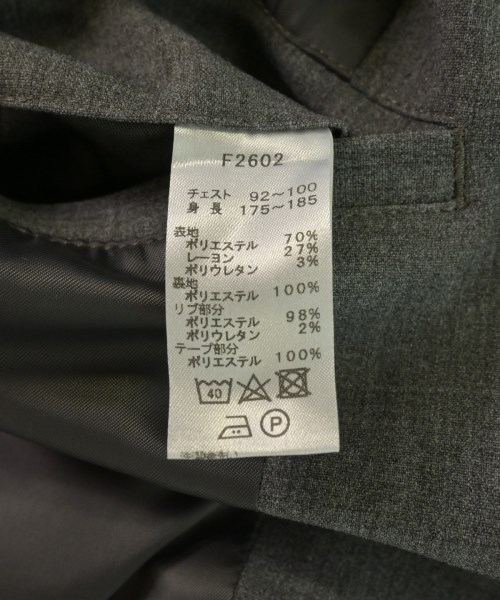 F2602
チェスト 92～100
身長 175～185
表地
ポリエステル 70%
レーヨン 27%
ポリウレタン 3%
裏地
ポリエステル 100%
リブ部分
ポリエステル 98%
ポリウレタン 2%
テープ部分
ポリエステル 100%
40
P